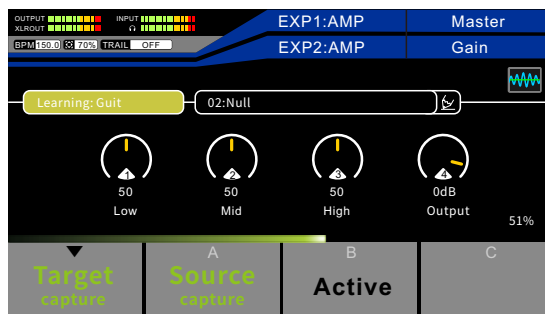 OUTPUT INPUT
XLROUT
BPM 150.0 70% TRAIL OFF
EXP1:AMP Master
EXP2:AMP Gain
Learning: Guit 02:Null
1 2 3 4
50 50 50 0dB
Low Mid High Output
51%
A B C
Target Source Active
capture capture